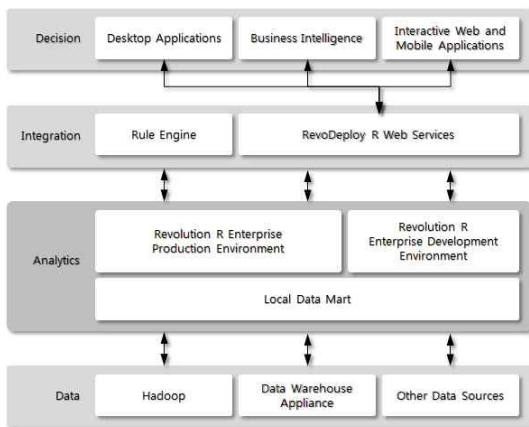 Decision
Desktop Applications
Business Intelligence
Interactive Web and
Mobile Applications
Integration
Rule Engine
RevoDeploy R Web Services
Analytics
Revolution R Enterprise
Production Environment
Revolution R
Enterprise Development
Environment
Local Data Mart
Data
Hadoop
Data Warehouse
Appliance
Other Data Sources